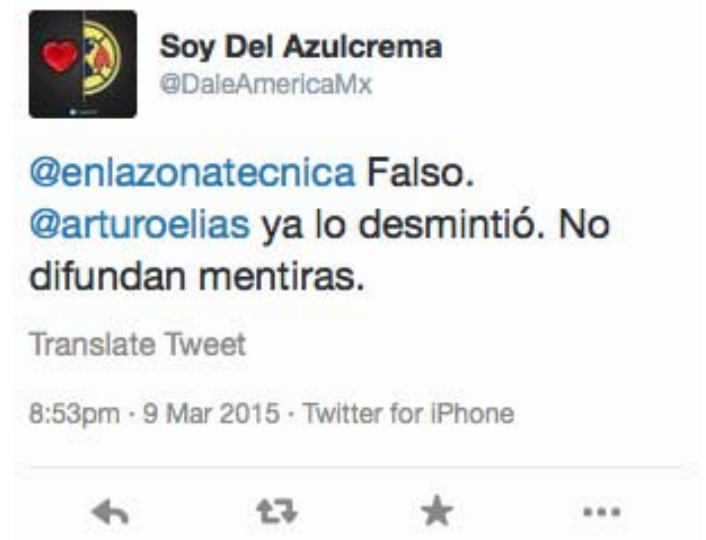 Soy Del Azulcrema
@DaleAmericaMx
@enlazonatecnica Falso.
@arturoelias ya lo desmintió. No
difundan mentiras.
Translate Tweet
8:53pm · 9 Mar 2015 · Twitter for iPhone